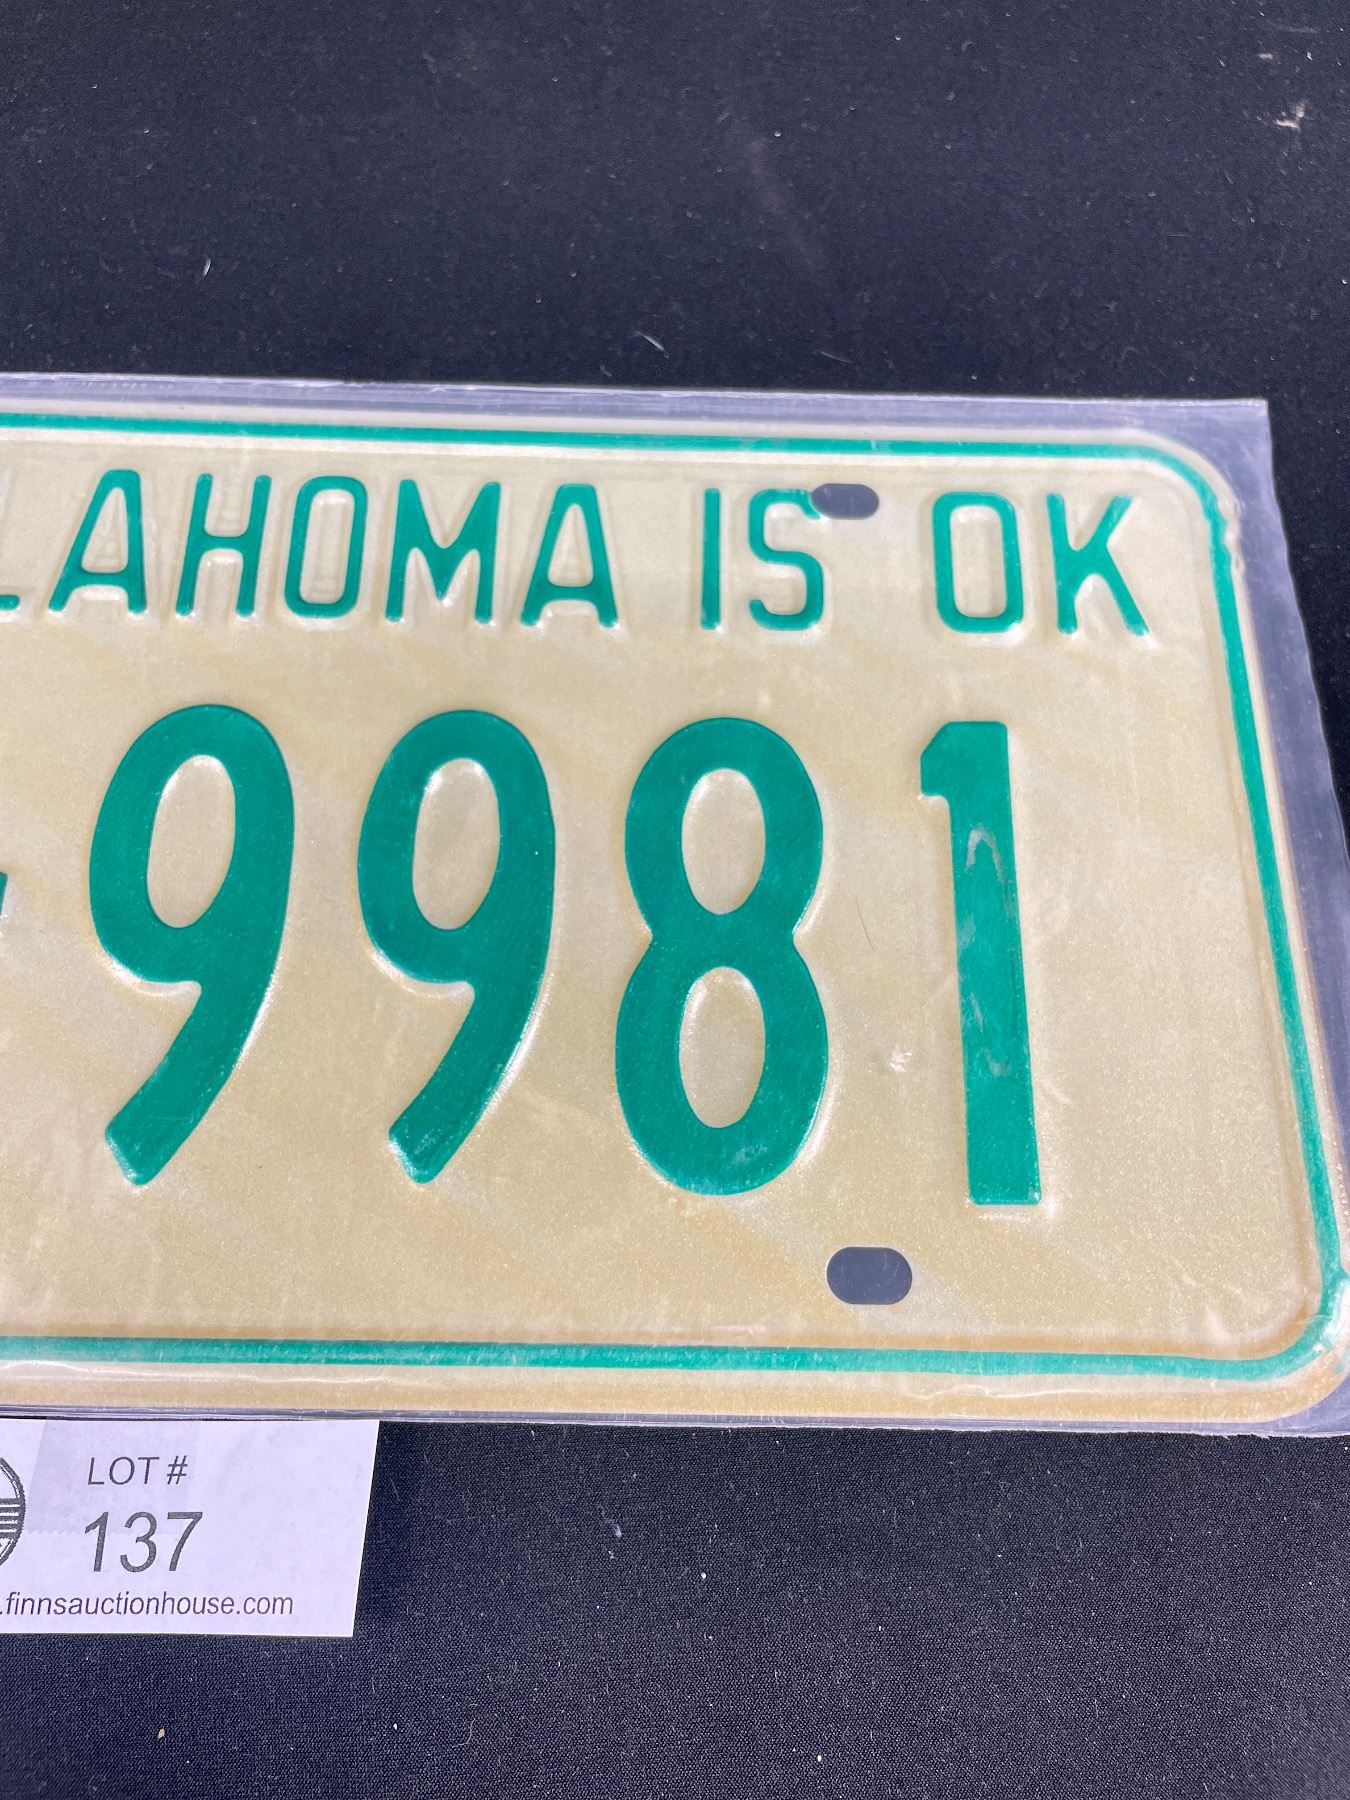 LAHOMA IS OK
-9981
LOT #
137
.finnsauctionhouse.com